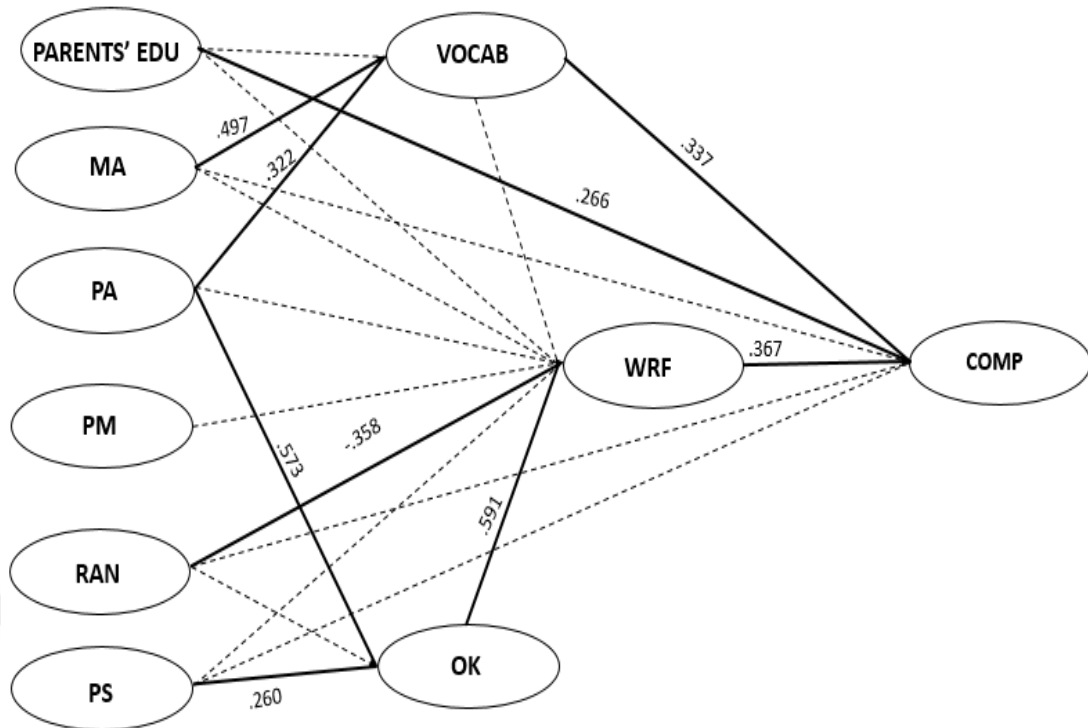 PARENTS' EDU
VOCAB
.497
MA
.322
.337
.266
PA
WRF
.367
COMP
PM
-.358
.573
.591
RAN
OK
PS
.260